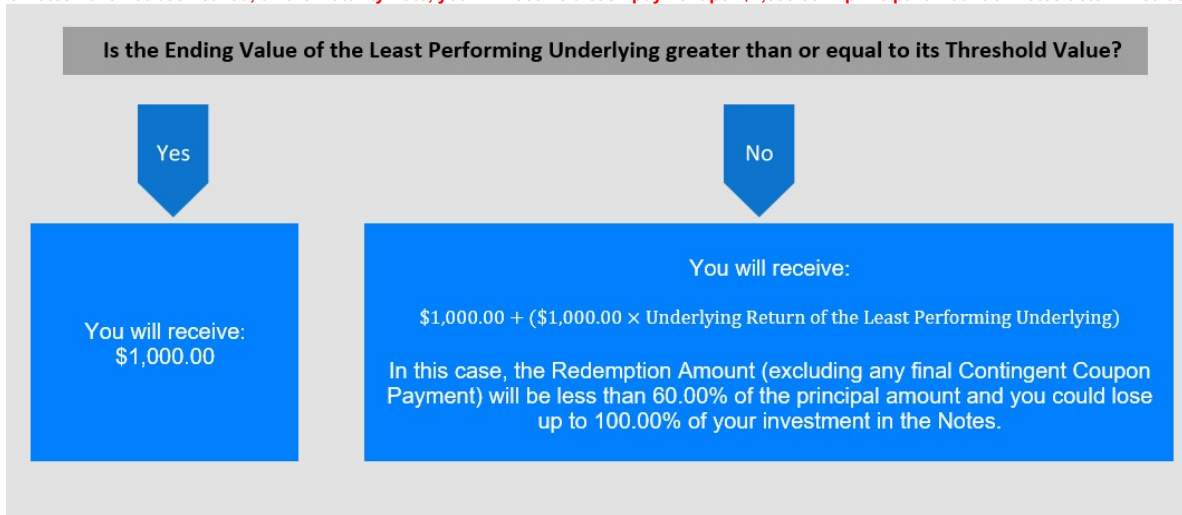 Is the Ending Value of the Least Performing Underlying greater than or equal to its Threshold Value?
Yes
No
You will receive:
$1,000.00
You will receive:
$1,000.00 + ($1,000.00 × Underlying Return of the Least Performing Underlying)
In this case, the Redemption Amount (excluding any final Contingent Coupon
Payment) will be less than 60.00% of the principal amount and you could lose
up to 100.00% of your investment in the Notes.